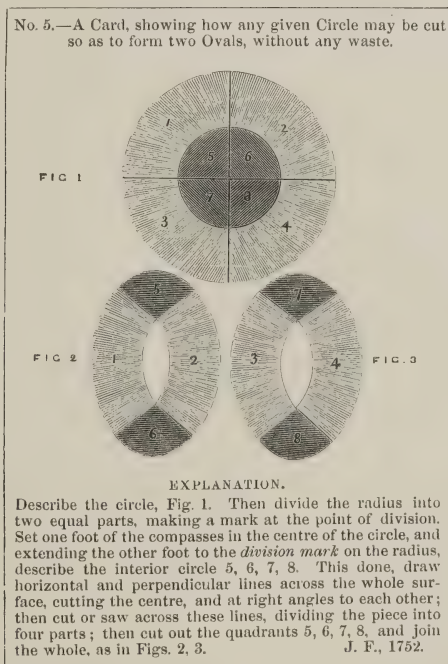 No. 5.—A Card, showing how any given Circle may be cut
so as to form two Ovals, without any waste.
1
2
5
6
FIG 1
7
8
3
4
5
7
FIG 2
1
2
3
4
FIG. 3
6
8
EXPLANATION.
Describe the circle, Fig. 1. Then divide the radius into
two equal parts, making a mark at the point of division.
Set one foot of the compasses in the centre of the circle, and
extending the other foot to the division mark on the radius,
describe the interior circle 5, 6, 7, 8. This done, draw
horizontal and perpendicular lines across the whole sur-
face, cutting the centre, and at right angles to each other;
then cut or saw across these lines, dividing the piece into
four parts; then cut out the quadrants 5, 6, 7, 8, and join
the whole, as in Figs. 2, 3. J. F., 1752.